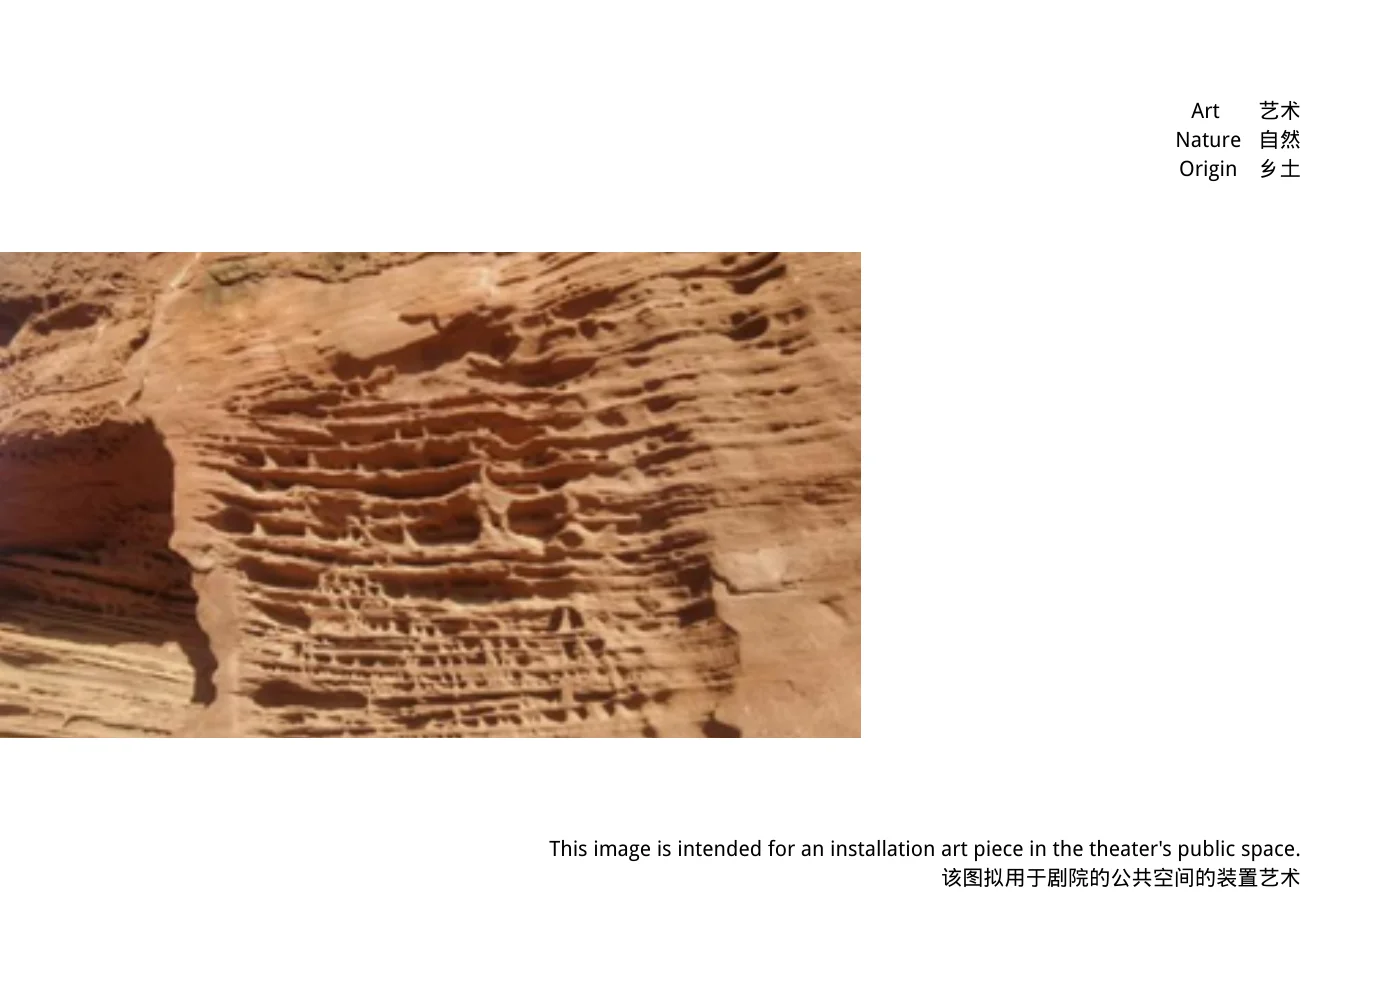 Art 艺术
Nature 自然
Origin 乡土
This image is intended for an installation art piece in the theater's public space.
该图拟用于剧院的公共空间的装置艺术